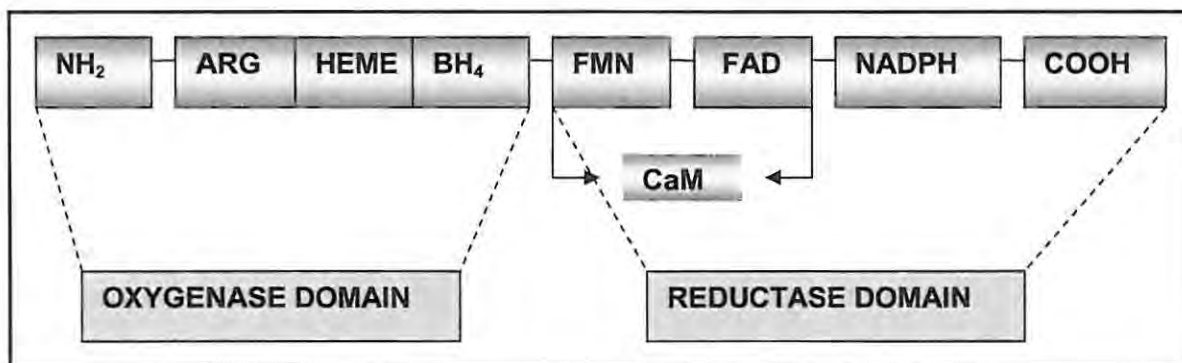 NH₂ ARG HEME BH₄ FMN FAD NADPH COOH
CaM
OXYGENASE DOMAIN REDUCTASE DOMAIN